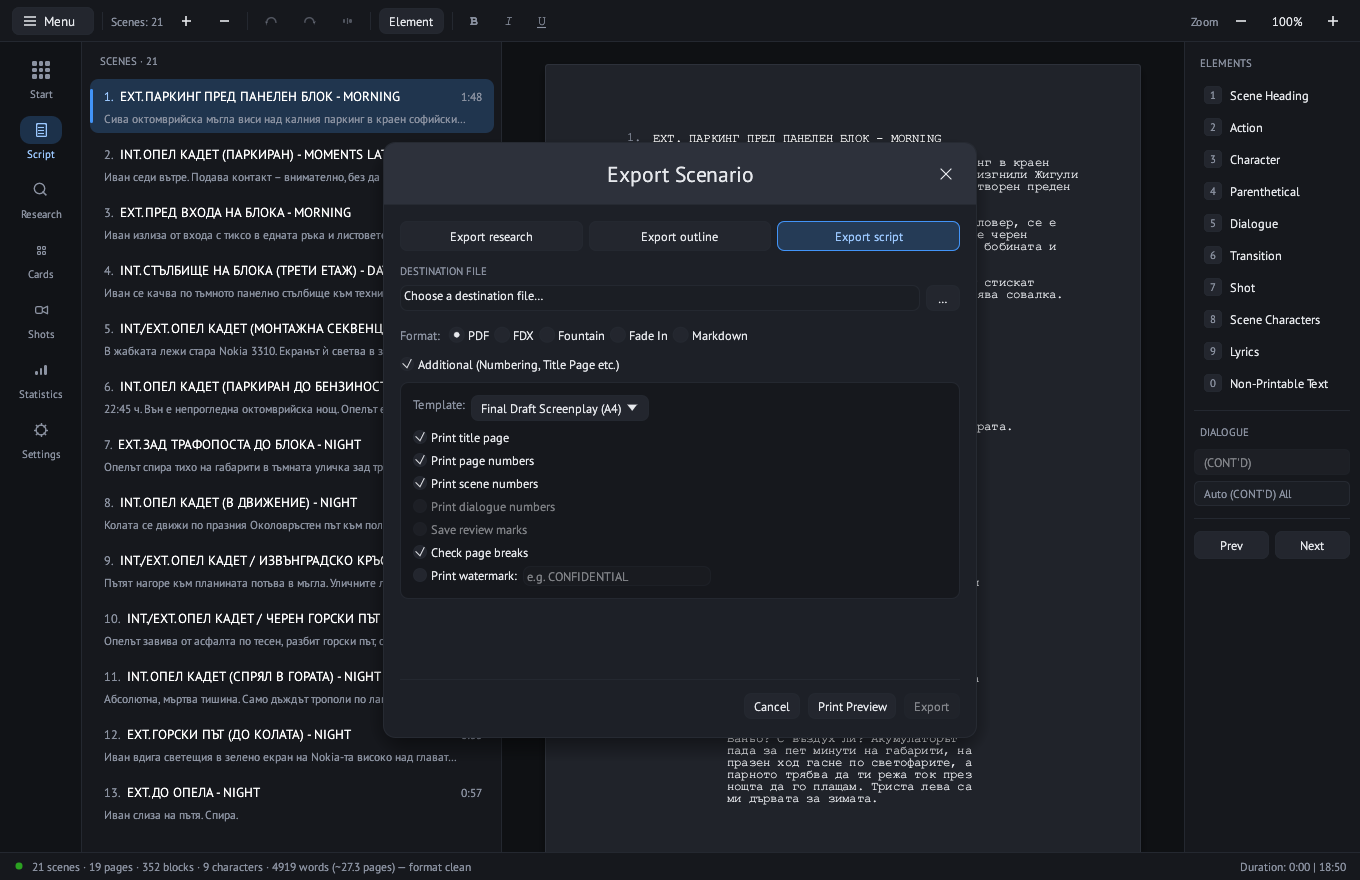 Menu
Scenes: 21
Element
B
I
U
Zoom
100%
Start
Script
Research
Cards
Shots
Statistics
Settings
SCENES · 21
1. EXT.ПАРКИНГ ПРЕД ПАНЕЛЕН БЛОК - MORNING 1:48
Сива октомврийска мъгла виси над калния паркинг в краен софийски...
2. INT.ОПЕЛ КАДЕТ (ПАРКИРАН) - MOMENTS
Иван седи вътре. Подава контакт – внимателно, без да
3. EXT.ПРЕД ВХОДА НА БЛОКА - MORNING
Иван излиза от входа с тиксо в едната ръка и листовете
4. INT.СТЪЛБИЩЕ НА БЛОКА (ТРЕТИ ЕТАЖ) -
Иван се качва по тъмното панелно стълбище към
5. INT./EXT.ОПЕЛ КАДЕТ (МОНТАЖНА
В жабката лежи стара Nokia 3310. Екранът ѝ светва в
6. INT.ОПЕЛ КАДЕТ (ПАРКИРАН ДО
22:45 ч. Вън е непрогледна октомврийска нощ. Опелът
7. EXT.ЗАД ТРАФОПОСТА ДО БЛОКА - NIGHT
Опелът спира тихо на габарити в тъмната уличка зад
8. INT.ОПЕЛ КАДЕТ (В ДВИЖЕНИЕ) - NIGHT
Колата се движи по празния Околовръстен път към
9. INT./EXT.ОПЕЛ КАДЕТ / ИЗВЪНГРАДСКО
Пътят нагоре към планината потъва в мъгла. Уличните
10. INT./EXT.ОПЕЛ КАДЕТ / ЧЕРЕН ГОРСКИ ПЪТ
Опелът завива от асфалта по тесен, разбит горски път,
11. INT.ОПЕЛ КАДЕТ (СПРЯЛ В ГОРАТА) - NIGHT
Абсолютна, мъртва тишина. Само дъждът трополи по
12. EXT.ГОРСКИ ПЪТ (ДО КОЛАТА) - NIGHT
Иван вдига светещия в зелено екран на Nokia-та високо над глават...
13. EXT.ДО ОПЕЛА - NIGHT 0:57
Иван слиза на пътя. Спира.
1. EXT. ПАРКИНГ ПРЕД ПАНЕЛЕН БЛОК - MORNING
в краен
Жигули
преден
се е
черен
бобината и
стискат
совалка.
Export Scenario
Export research
Export outline
Export script
DESTINATION FILE
Choose a destination file...
...
Format: PDF FDX Fountain Fade In Markdown
Additional (Numbering, Title Page etc.)
Template: Final Draft Screenplay (A4)
Print title page
Print page numbers
Print scene numbers
Print dialogue numbers
Save review marks
Check page breaks
Print watermark: e.g. CONFIDENTIAL
Cancel
Print Preview
Export
Ваньо? С въздух ли? Акумулаторът
пада за пет минути на габарити, на
празен ход гасне по светофарите, а
парното трябва да ти режа ток през
нощта да го плащам. Триста лева са
ми дървата за зимата.
ELEMENTS
1 Scene Heading
2 Action
3 Character
4 Parenthetical
5 Dialogue
6 Transition
7 Shot
8 Scene Characters
9 Lyrics
0 Non-Printable Text
DIALOGUE
(CONT'D)
Auto (CONT'D) All
Prev
Next
21 scenes · 19 pages · 352 blocks · 9 characters · 4919 words (~27.3 pages) — format clean
Duration: 0:00 | 18:50